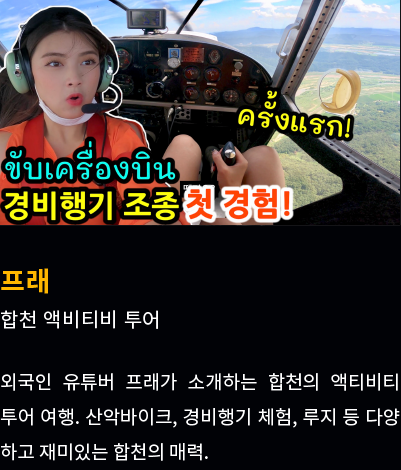 ครั้งแรก!
ขับเครื่องบิน
경비행기 조종 첫 경험!
프래
합천 액비티비 투어
외국인 유튜버 프래가 소개하는 합천의 액티비티
투어 여행. 산악바이크, 경비행기 체험, 루지 등 다양
하고 재미있는 합천의 매력.